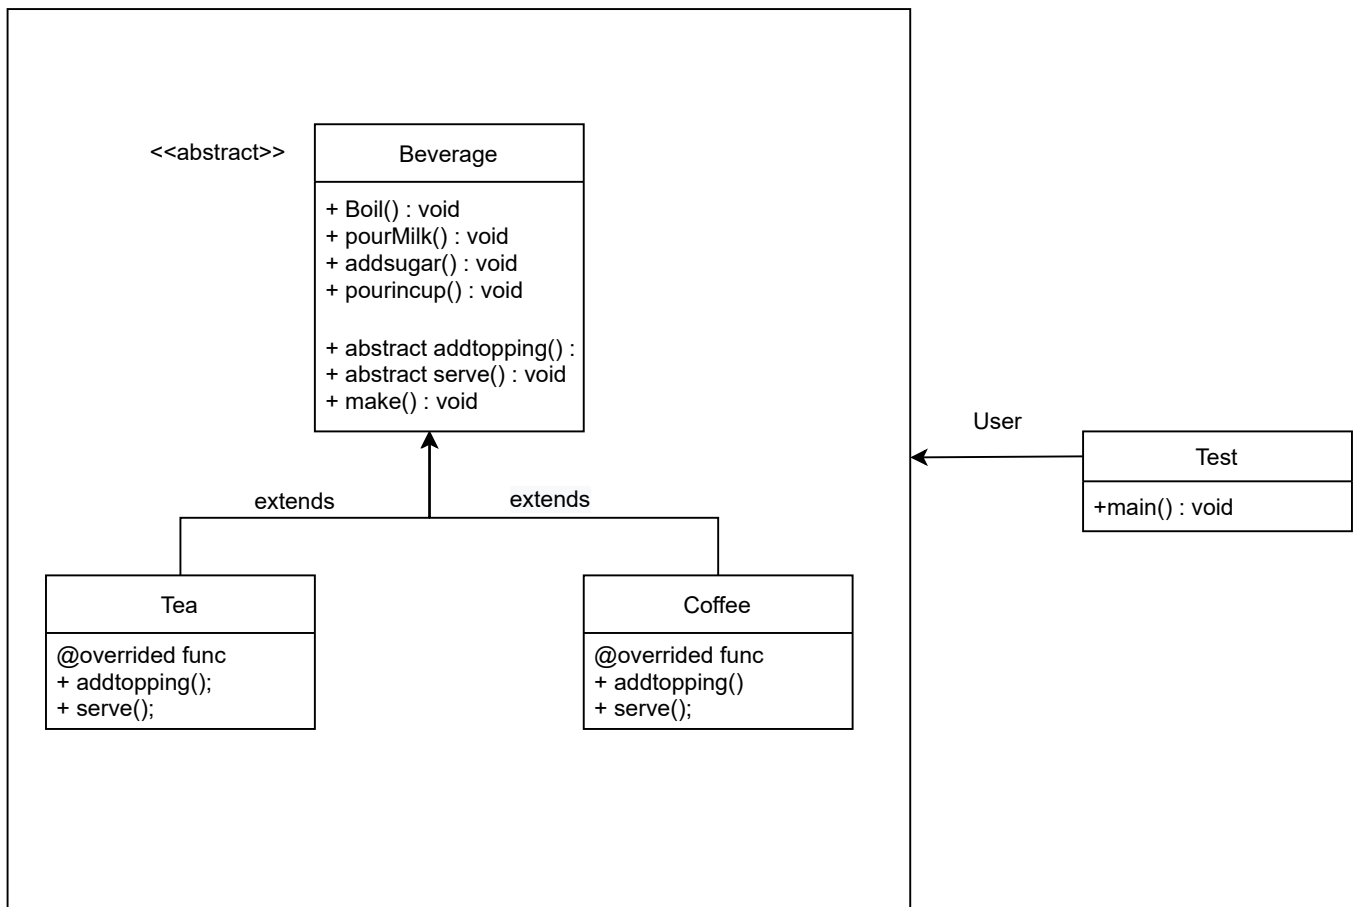 <<abstract>>
Beverage
+ Boil() : void
+ pourMilk() : void
+ addsugar() : void
+ pourincup() : void
+ abstract addtopping() :
+ abstract serve() : void
+ make() : void
User
Test
+main() : void
extends
extends
Tea
@overrided func
+ addtopping();
+ serve();
Coffee
@overrided func
+ addtopping()
+ serve();